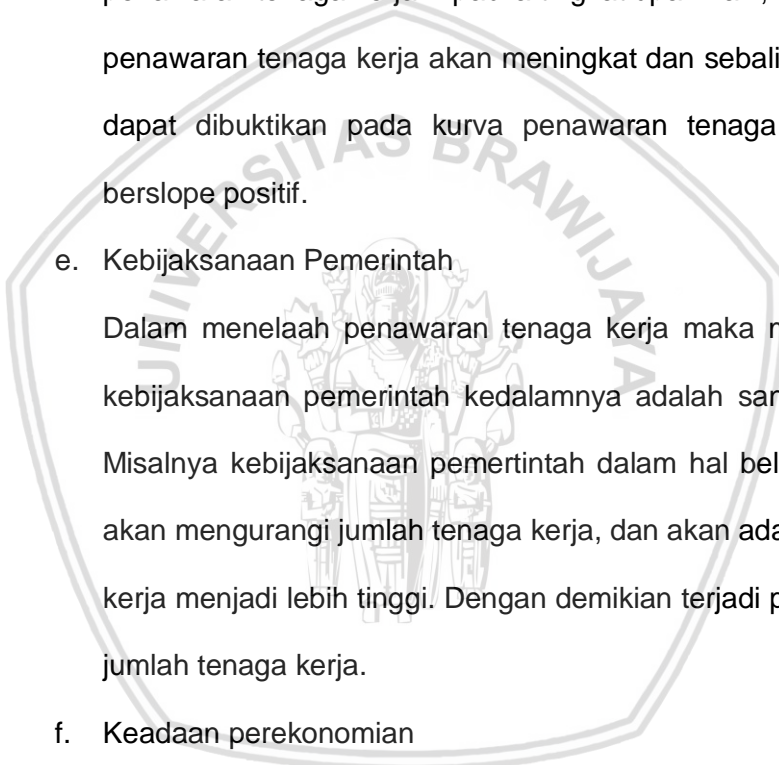 penawaran tenaga kerja akan meningkat dan sebali
dapat dibuktikan pada kurva penawaran tenaga
berslope positif.
e. Kebijaksanaan Pemerintah
Dalam menelaah penawaran tenaga kerja maka
kebijaksanaan pemerintah kedalamnya adalah
Misalnya kebijaksanaan pemertintah dalam hal bel
akan mengurangi jumlah tenaga kerja, dan akan ada
kerja menjadi lebih tinggi. Dengan demikian terjadi
jumlah tenaga kerja.
f. Keadaan perekonomian
UNIVERSITAS BRAWIJAYA